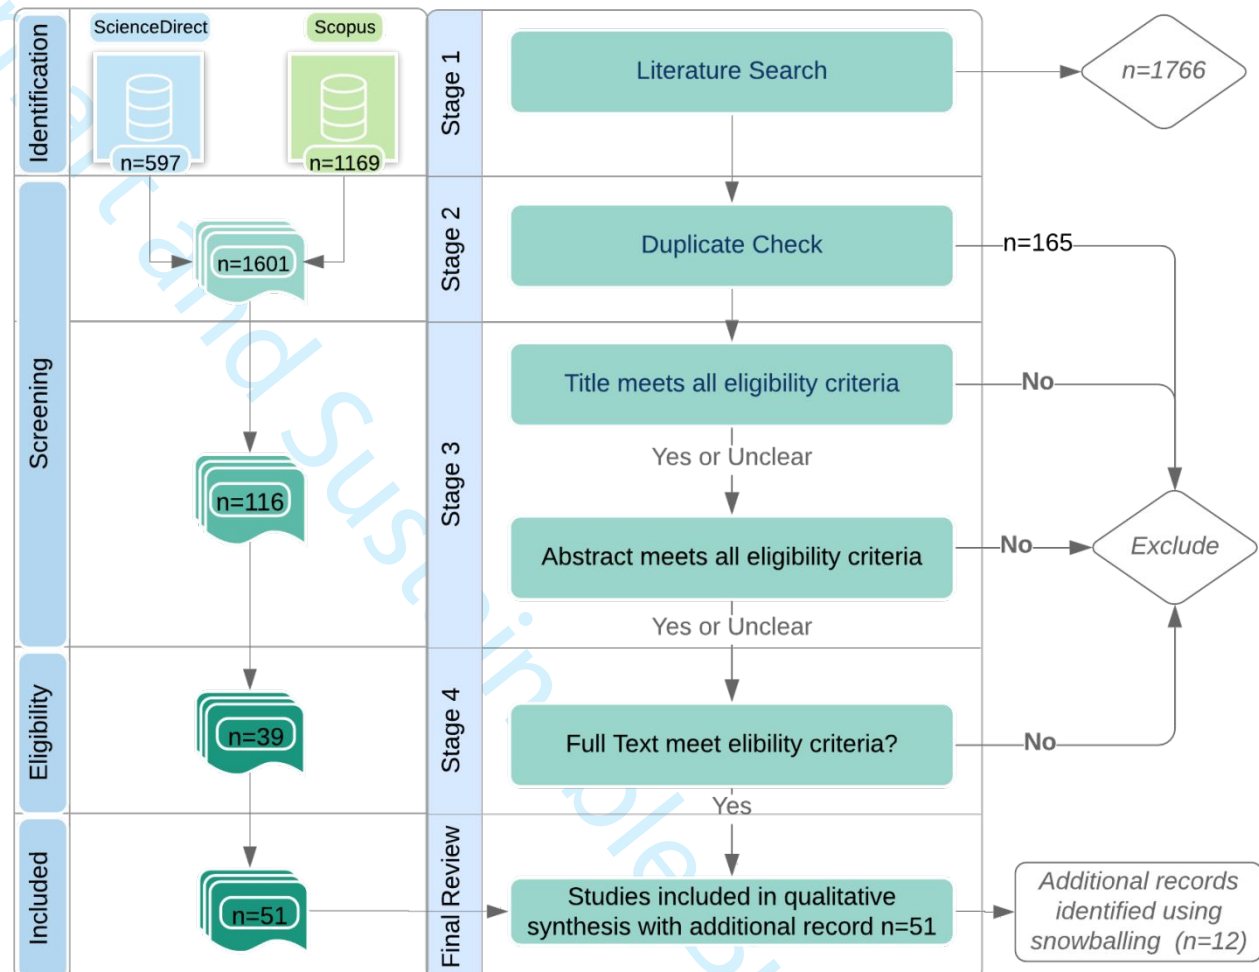 ScienceDirect
Scopus
n=597
n=1169
Identification
Stage 1
Literature Search
n=1766
Screening
n=1601
Stage 2
Duplicate Check
n=165
n=116
Stage 3
Title meets all eligibility criteria
No
Yes or Unclear
Abstract meets all eligibility criteria
No
Exclude
Yes or Unclear
Eligibility
n=39
Stage 4
Full Text meet elibility criteria?
No
Yes
Included
n=51
Final Review
Studies included in qualitative
synthesis with additional record n=51
Additional records
identified using
snowballing (n=12)
and Sustainable